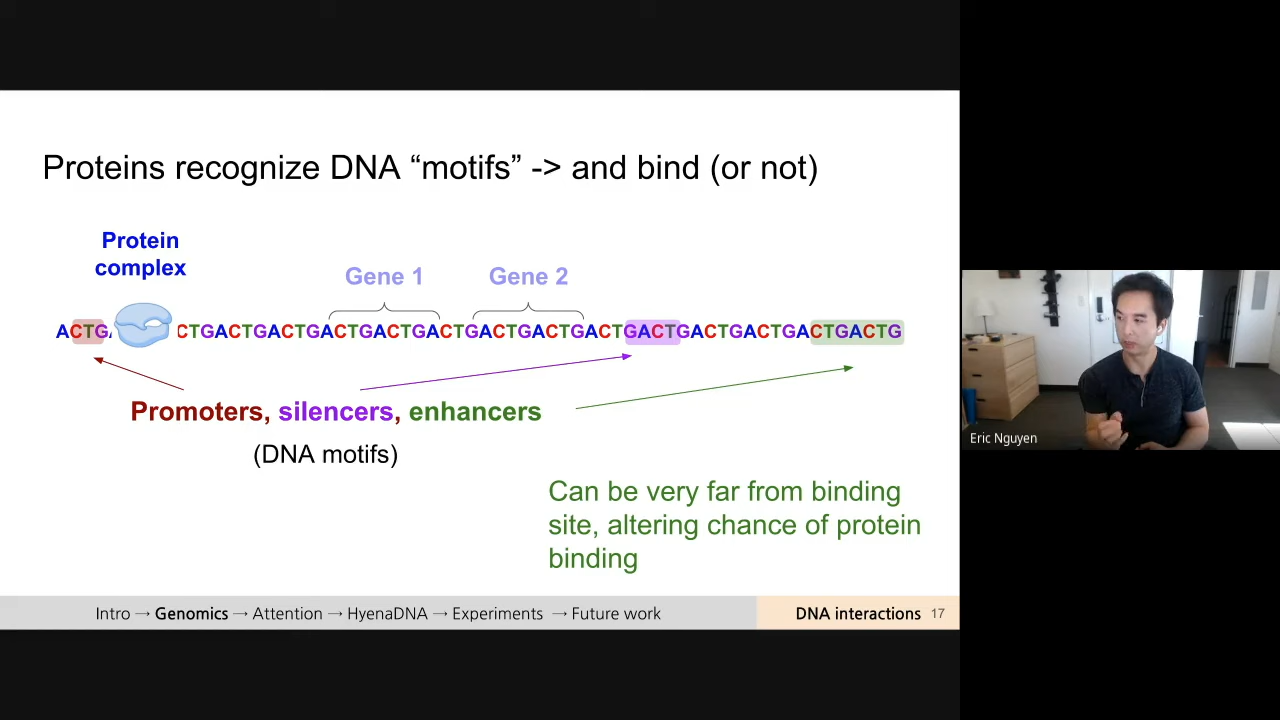 Proteins recognize DNA “motifs” -> and bind (or not)
Protein
complex
Gene 1
Gene 2
ACTGA
CTGACTGACTGACTGACTGACTGACTGACTGACTGACTGACTGACTGACTGACTG
Promoters, silencers, enhancers
(DNA motifs)
Can be very far from binding
site, altering chance of protein
binding
Intro → Genomics → Attention → HyenaDNA → Experiments → Future work
DNA interactions 17
Eric Nguyen